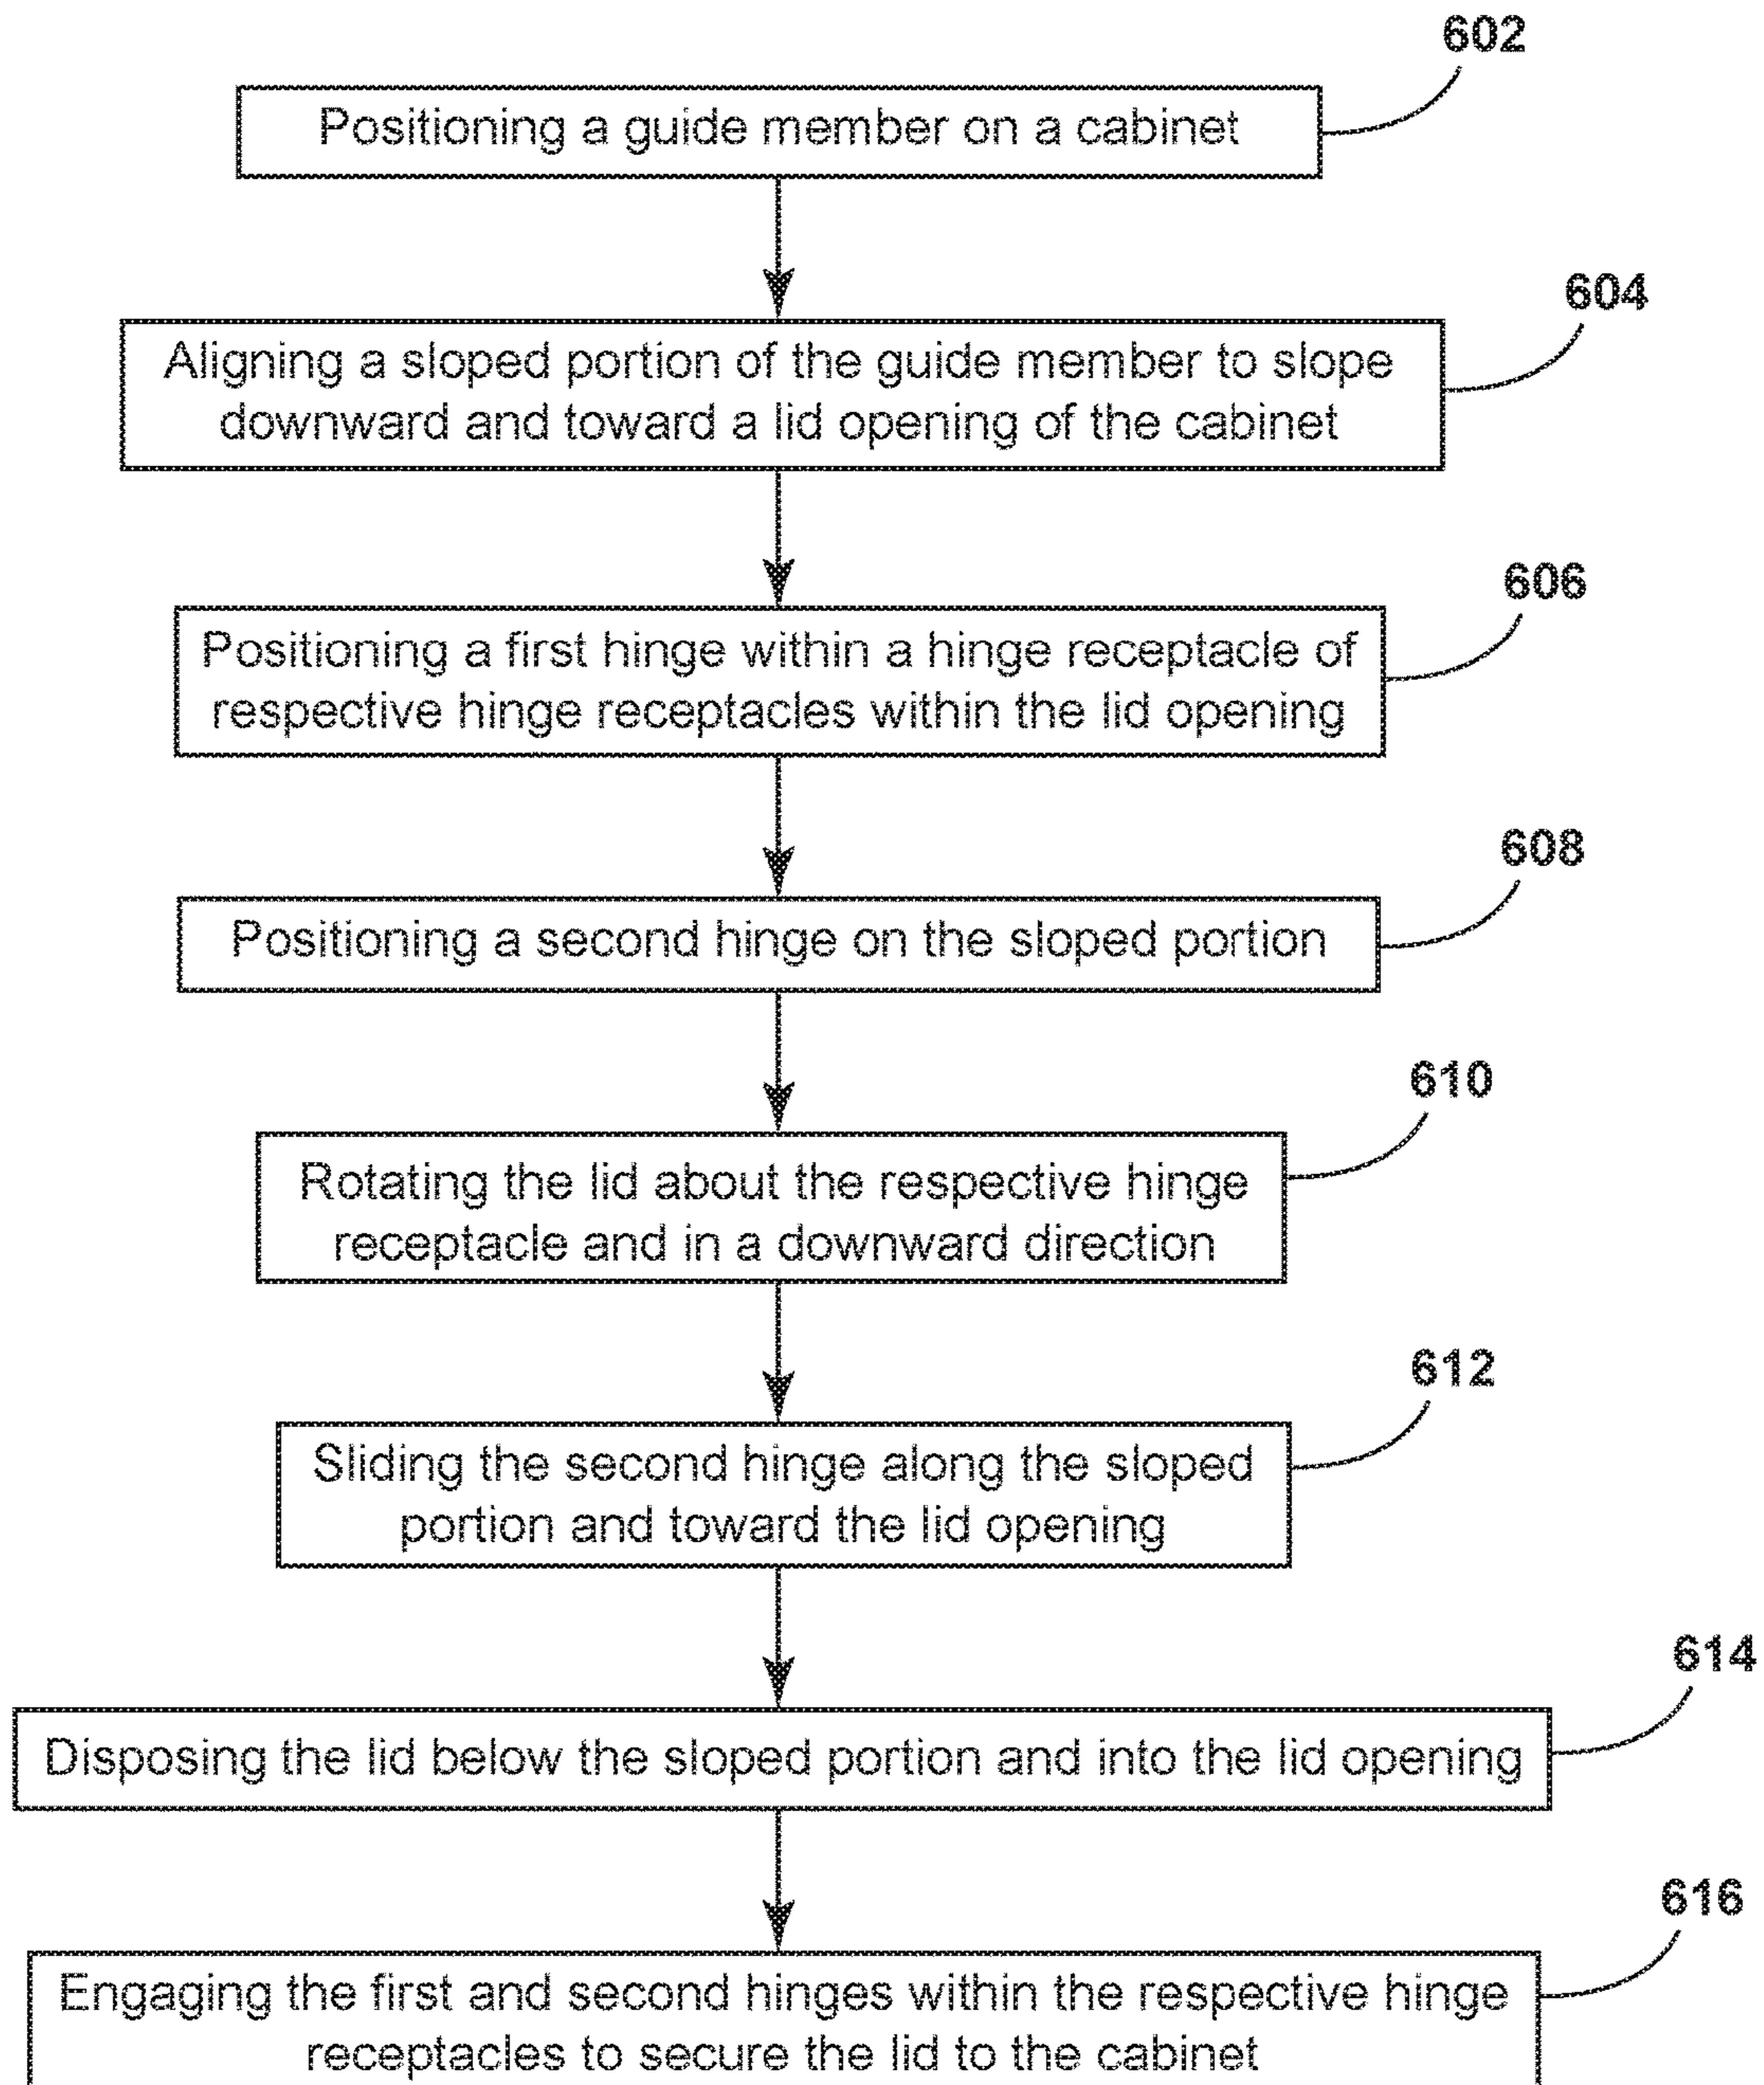 602
Positioning a guide member on a cabinet
604
Aligning a sloped portion of the guide member to slope
downward and toward a lid opening of the cabinet
606
Positioning a first hinge within a hinge receptacle of
respective hinge receptacles within the lid opening
608
Positioning a second hinge on the sloped portion
610
Rotating the lid about the respective hinge
receptacle and in a downward direction
612
Sliding the second hinge along the sloped
portion and toward the lid opening
614
Disposing the lid below the sloped portion and into the lid opening
616
Engaging the first and second hinges within the respective hinge
receptacles to secure the lid to the cabinet